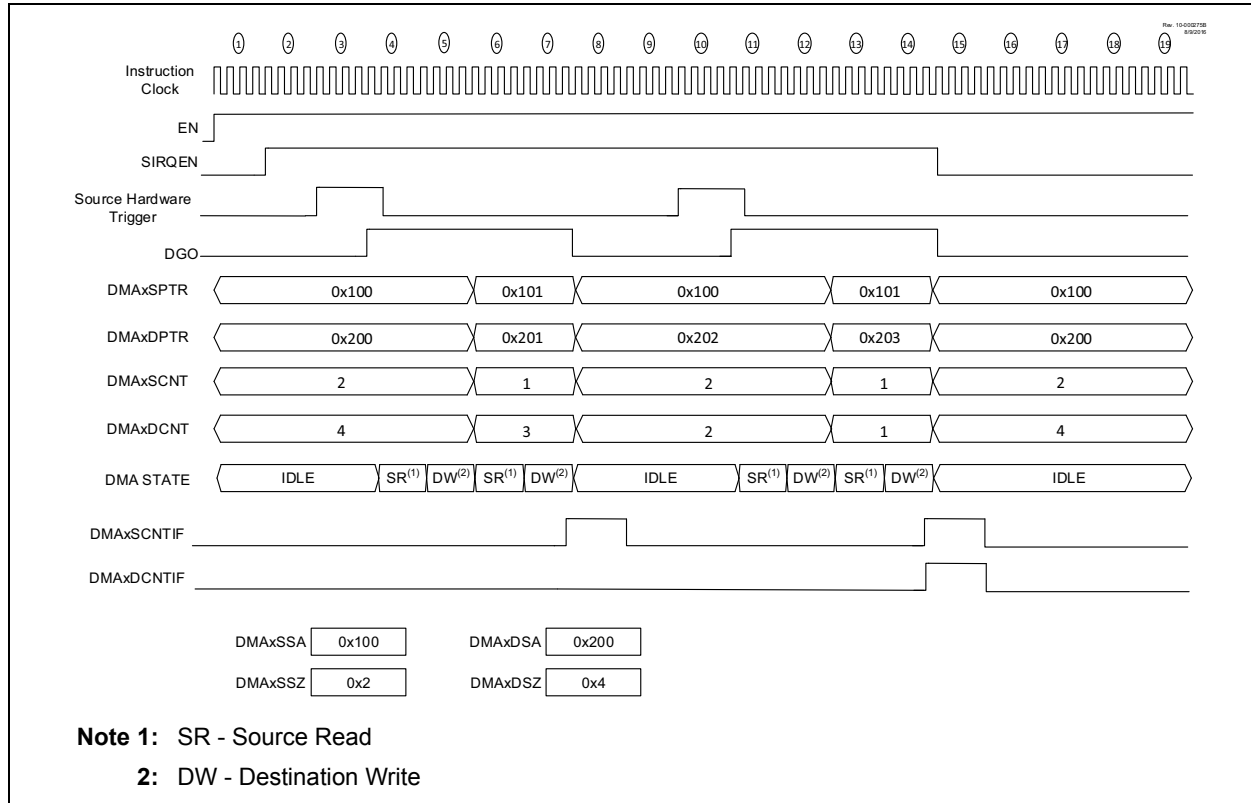 Rev. 10-000275B
8/9/2016
1 2 3 4 5 6 7 8 9 10 11 12 13 14 15 16 17 18 19
Instruction
Clock
EN
SIRQEN
Source Hardware
Trigger
DGO
DMAxSPTR 0x100 0x101 0x100 0x101 0x100
DMAxDPTR 0x200 0x201 0x202 0x203 0x200
DMAxSCNT 2 1 2 1 2
DMAxDCNT 4 3 2 1 4
DMA STATE IDLE SR(1) DW(2) SR(1) DW(2) IDLE SR(1) DW(2) SR(1) DW(2) IDLE
DMAxSCNTIF
DMAxDCNTIF
DMAxSSA 0x100 DMAxDSA 0x200
DMAxSSZ 0x2 DMAxDSZ 0x4
Note 1: SR - Source Read
2: DW - Destination Write